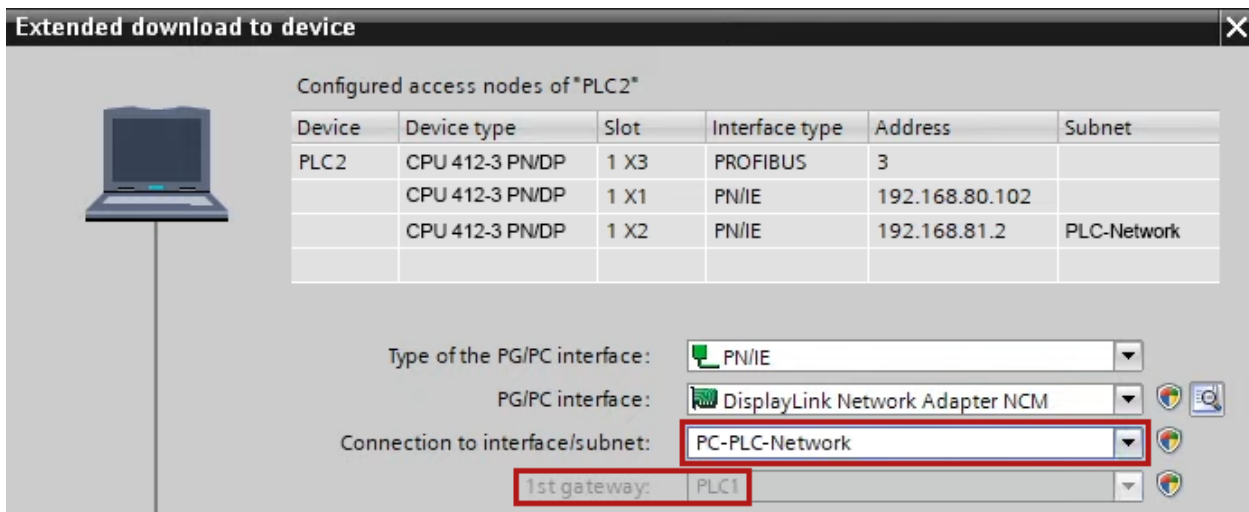 Extended download to device
Configured access nodes of "PLC2"
Device Device type Slot Interface type Address Subnet
PLC2 CPU 412-3 PN/DP 1 X3 PROFIBUS 3
CPU 412-3 PN/DP 1 X1 PN/IE 192.168.80.102
CPU 412-3 PN/DP 1 X2 PN/IE 192.168.81.2 PLC-Network
Type of the PG/PC interface: PN/IE
PG/PC interface: DisplayLink Network Adapter NCM
Connection to interface/subnet: PC-PLC-Network
1st gateway: PLC1